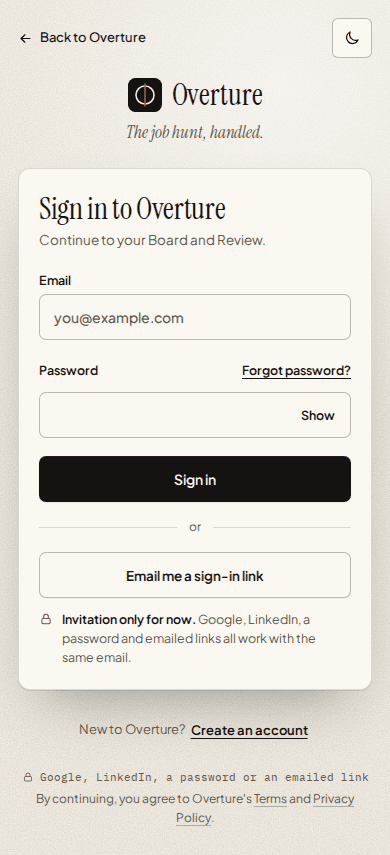 ← Back to Overture
Overture
The job hunt, handled.
Sign in to Overture
Continue to your Board and Review.
Email
you@example.com
Password
Forgot password?
Show
Sign in
or
Email me a sign-in link
Invitation only for now. Google, LinkedIn, a
password and emailed links all work with the
same email.
New to Overture? Create an account
Google, LinkedIn, a password or an emailed link
By continuing, you agree to Overture's Terms and Privacy
Policy.